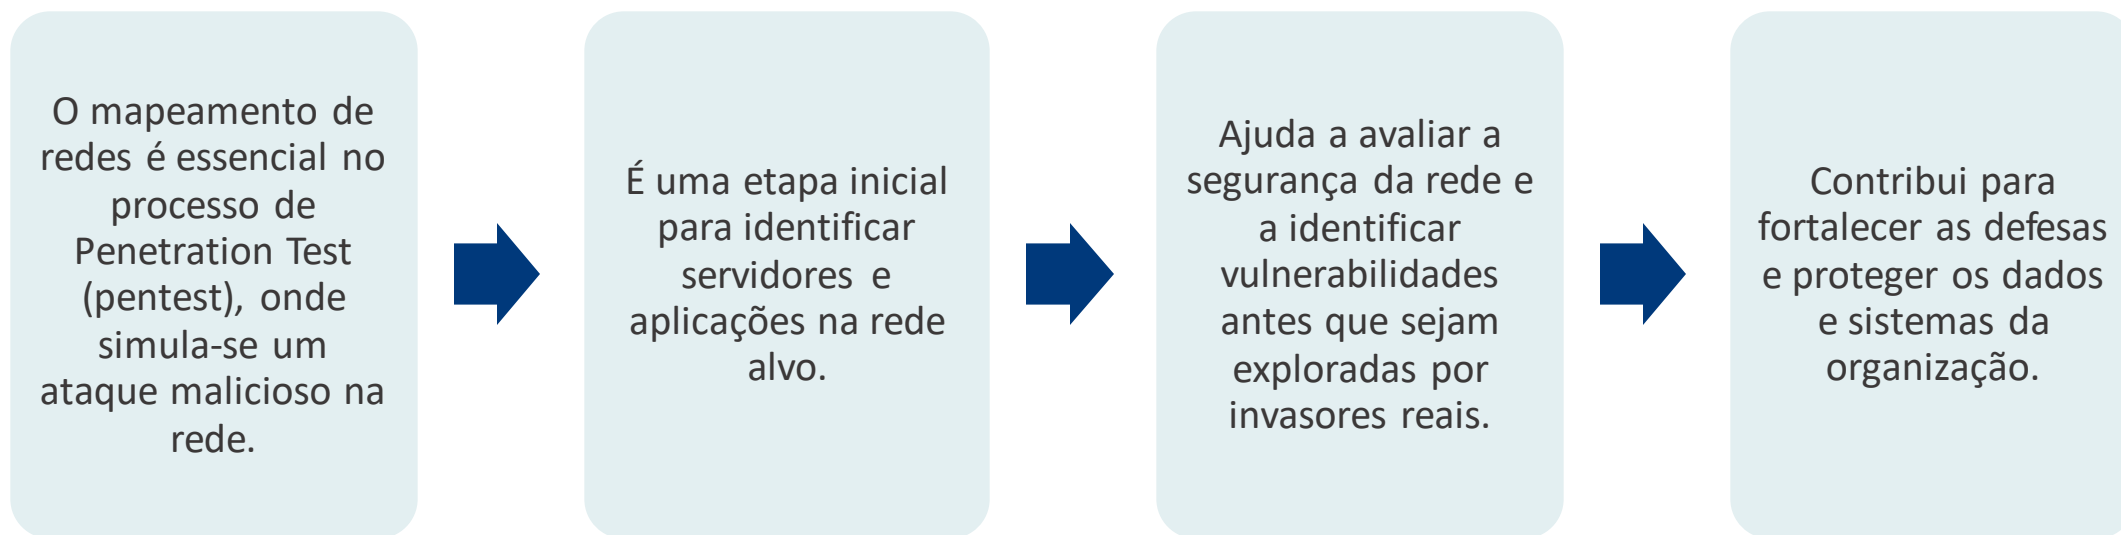 O mapeamento de
redes é essencial no
processo de
Penetration Test
(pentest), onde
simula-se um
ataque malicioso na
rede.
É uma etapa inicial
para identificar
servidores e
aplicações na rede
alvo.
Ajuda a avaliar a
segurança da rede e
a identificar
vulnerabilidades
antes que sejam
exploradas por
invasores reais.
Contribui para
fortalecer as defesas
e proteger os dados
e sistemas da
organização.